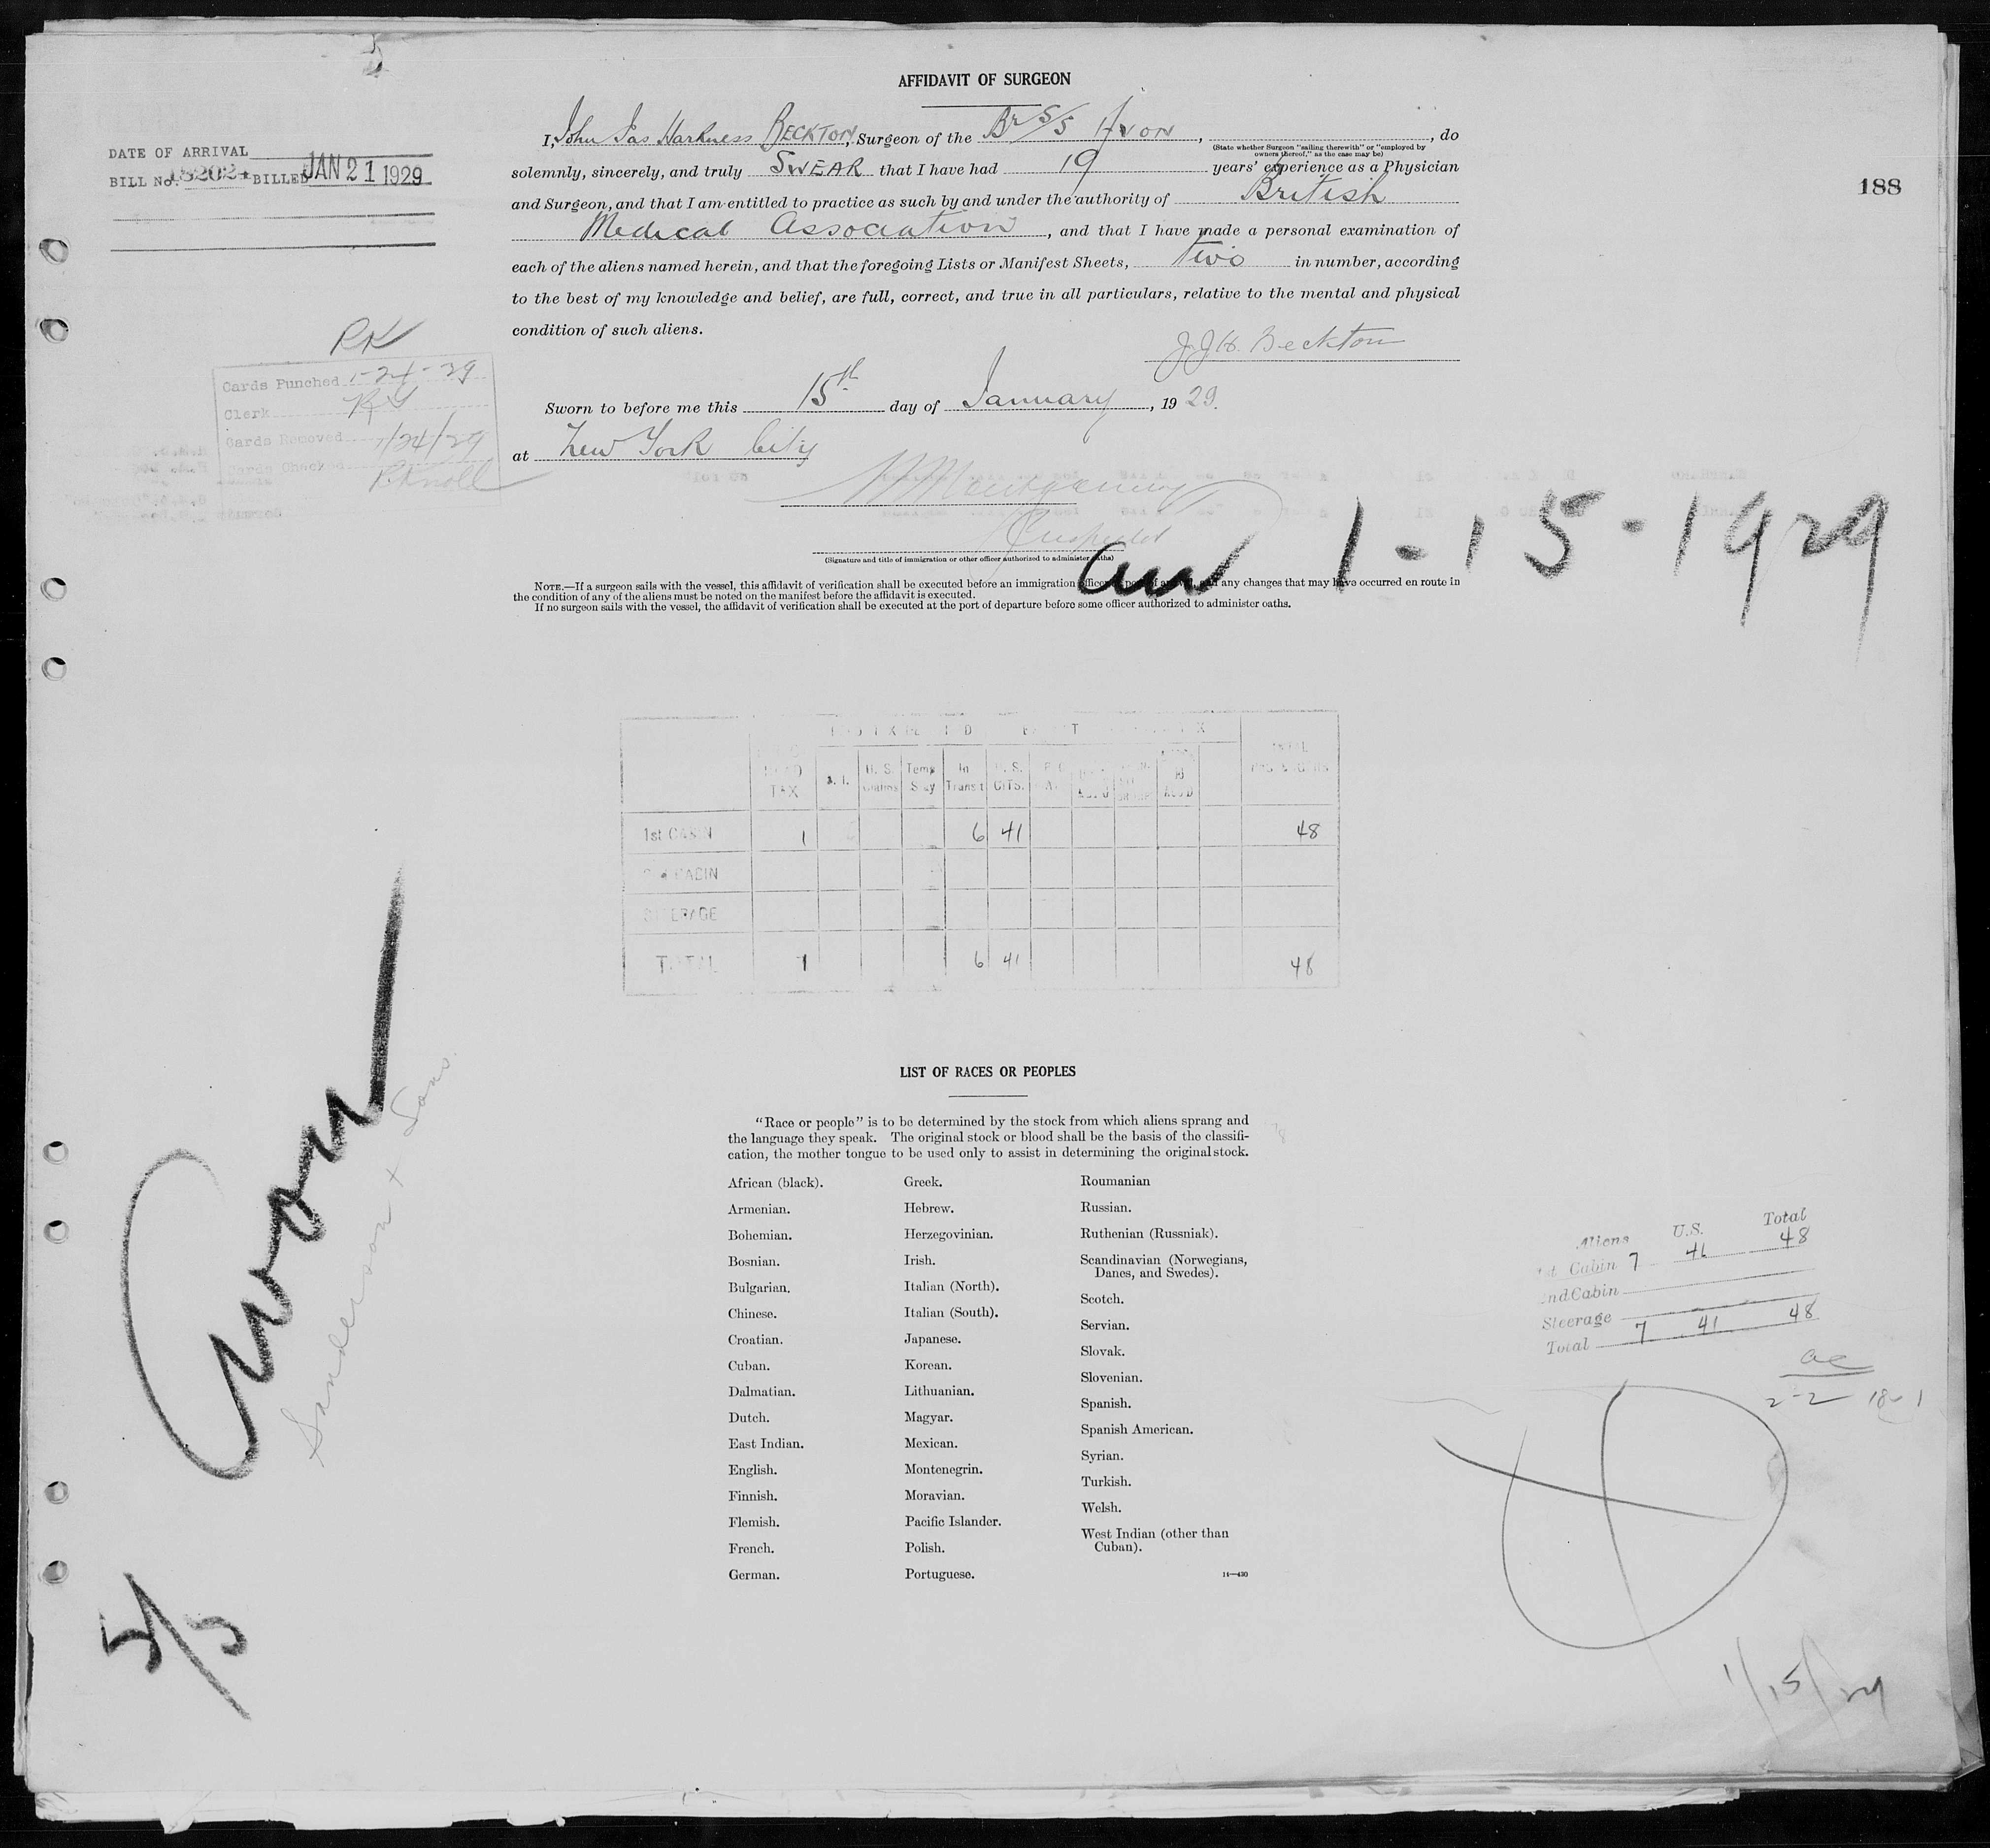 AFFIDAVIT OF SURGEON
I, John Jas Harkness BECKTON, Surgeon of the Br S/S Avon, , do
(State whether Surgeon "sailing therewith" or "employed by
owners thereof," as the case may be)
solemnly, sincerely, and truly SWEAR that I have had 19 years' experience as a Physician
and Surgeon, and that I am entitled to practice as such by and under the authority of British
Medical Association, and that I have made a personal examination of
each of the aliens named herein, and that the foregoing Lists or Manifest Sheets, two in number, according
to the best of my knowledge and belief, are full, correct, and true in all particulars, relative to the mental and physical
condition of such aliens.
J.J.H. Beckton
Sworn to before me this 15th day of January, 1929.
at New York City
Montgomery
Inspector
(Signature and title of immigration or other officer authorized to administer oaths)
NOTE.—If a surgeon sails with the vessel, this affidavit of verification shall be executed before an immigration officer port of and any changes that may have occurred en route in
the condition of any of the aliens must be noted on the manifest before the affidavit is executed.
If no surgeon sails with the vessel, the affidavit of verification shall be executed at the port of departure before some officer authorized to administer oaths.
DATE OF ARRIVAL
BILL No. 18202 BILLED JAN 21 1929
188
RK
Cards Punched 1-24-29
Clerk
Cards Removed 1/24/29
Cards Checked
1-15-1929
TAX
U. S.
Temp Stay
In Transit
U. S. CITS.
TOTAL
1st CABIN 1 6 41 48
CABIN
STEERAGE
TOTAL 1 6 41 48
LIST OF RACES OR PEOPLES
"Race or people" is to be determined by the stock from which aliens sprang and
the language they speak. The original stock or blood shall be the basis of the classifi-
cation, the mother tongue to be used only to assist in determining the original stock.
African (black).
Armenian.
Bohemian.
Bosnian.
Bulgarian.
Chinese.
Croatian.
Cuban.
Dalmatian.
Dutch.
East Indian.
English.
Finnish.
Flemish.
French.
German.
Greek.
Hebrew.
Herzegovinian.
Irish.
Italian (North).
Italian (South).
Japanese.
Korean.
Lithuanian.
Magyar.
Mexican.
Montenegrin.
Moravian.
Pacific Islander.
Polish.
Portuguese.
Roumanian
Russian.
Ruthenian (Russniak).
Scandinavian (Norwegians,
Danes, and Swedes).
Scotch.
Servian.
Slovak.
Slovenian.
Spanish.
Spanish American.
Syrian.
Turkish.
Welsh.
West Indian (other than
Cuban).
14—430
Avon
Sanderson + Sons.
S/S
Aliens U.S. Total
1st Cabin 7 41 48
2nd Cabin
Steerage
Total 7 41 48
2-2
1/15/29